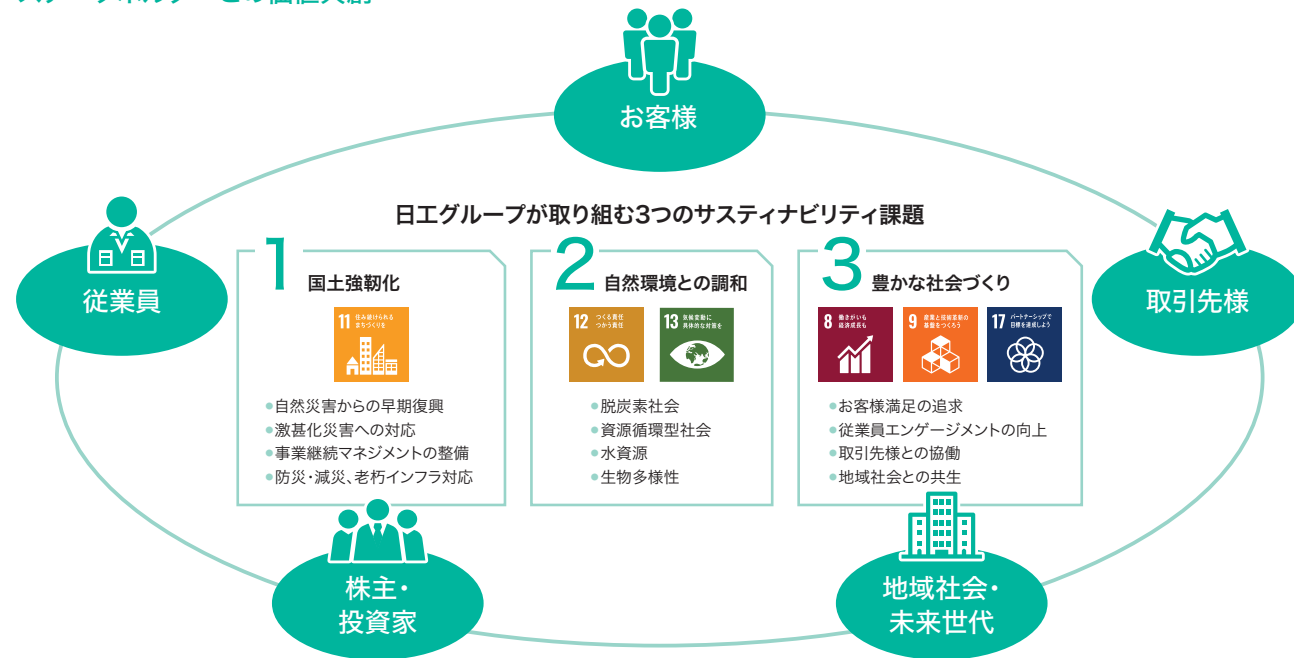 お客様
日工グループが取り組む3つのサスティナビリティ課題
従業員
取引先様
1
国土強靭化
11 住み続けられる
まちづくりを
●自然災害からの早期復興
●激甚化災害への対応
●事業継続マネジメントの整備
●防災・減災、老朽インフラ対応
2
自然環境との調和
12 つくる責任
つかう責任
13 気候変動に
具体的な対策を
●脱炭素社会
●資源循環型社会
●水資源
●生物多様性
3
豊かな社会づくり
8 働きがいも
経済成長も
9 産業と技術革新の
基盤をつくろう
17 パートナーシップで
目標を達成しよう
●お客様満足の追求
●従業員エンゲージメントの向上
●取引先様との協働
●地域社会との共生
株主・
投資家
地域社会・
未来世代